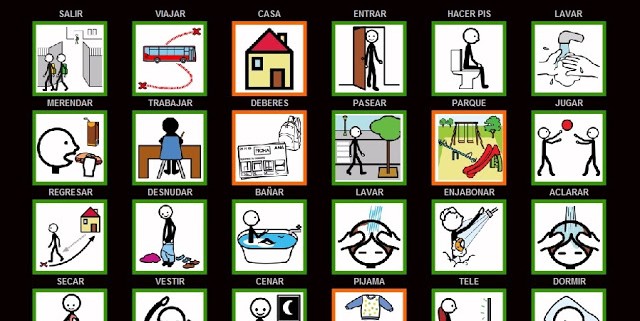 SALIR VIAJAR CASA ENTRAR HACER PIS LAVAR
MERENDAR TRABAJAR DEBERES PASEAR PARQUE JUGAR
REGRESAR DESNUDAR BAÑAR LAVAR ENJABONAR ACLARAR
SECAR VESTIR CENAR PIJAMA TELE DORMIR